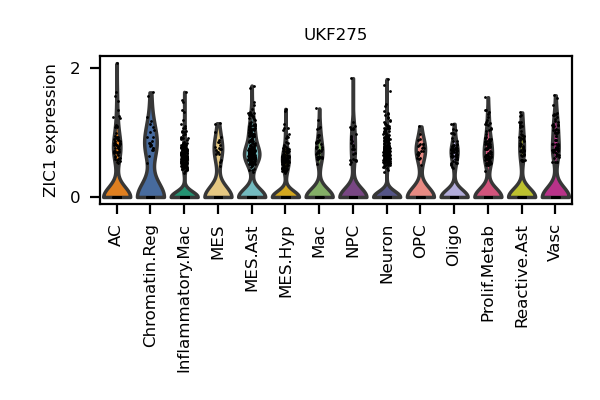 UKF275
ZIC1 expression
2
0
AC
Chromatin.Reg
Inflammatory.Mac
MES
MES.Ast
MES.Hyp
Mac
NPC
Neuron
OPC
Oligo
Prolif.Metab
Reactive.Ast
Vasc